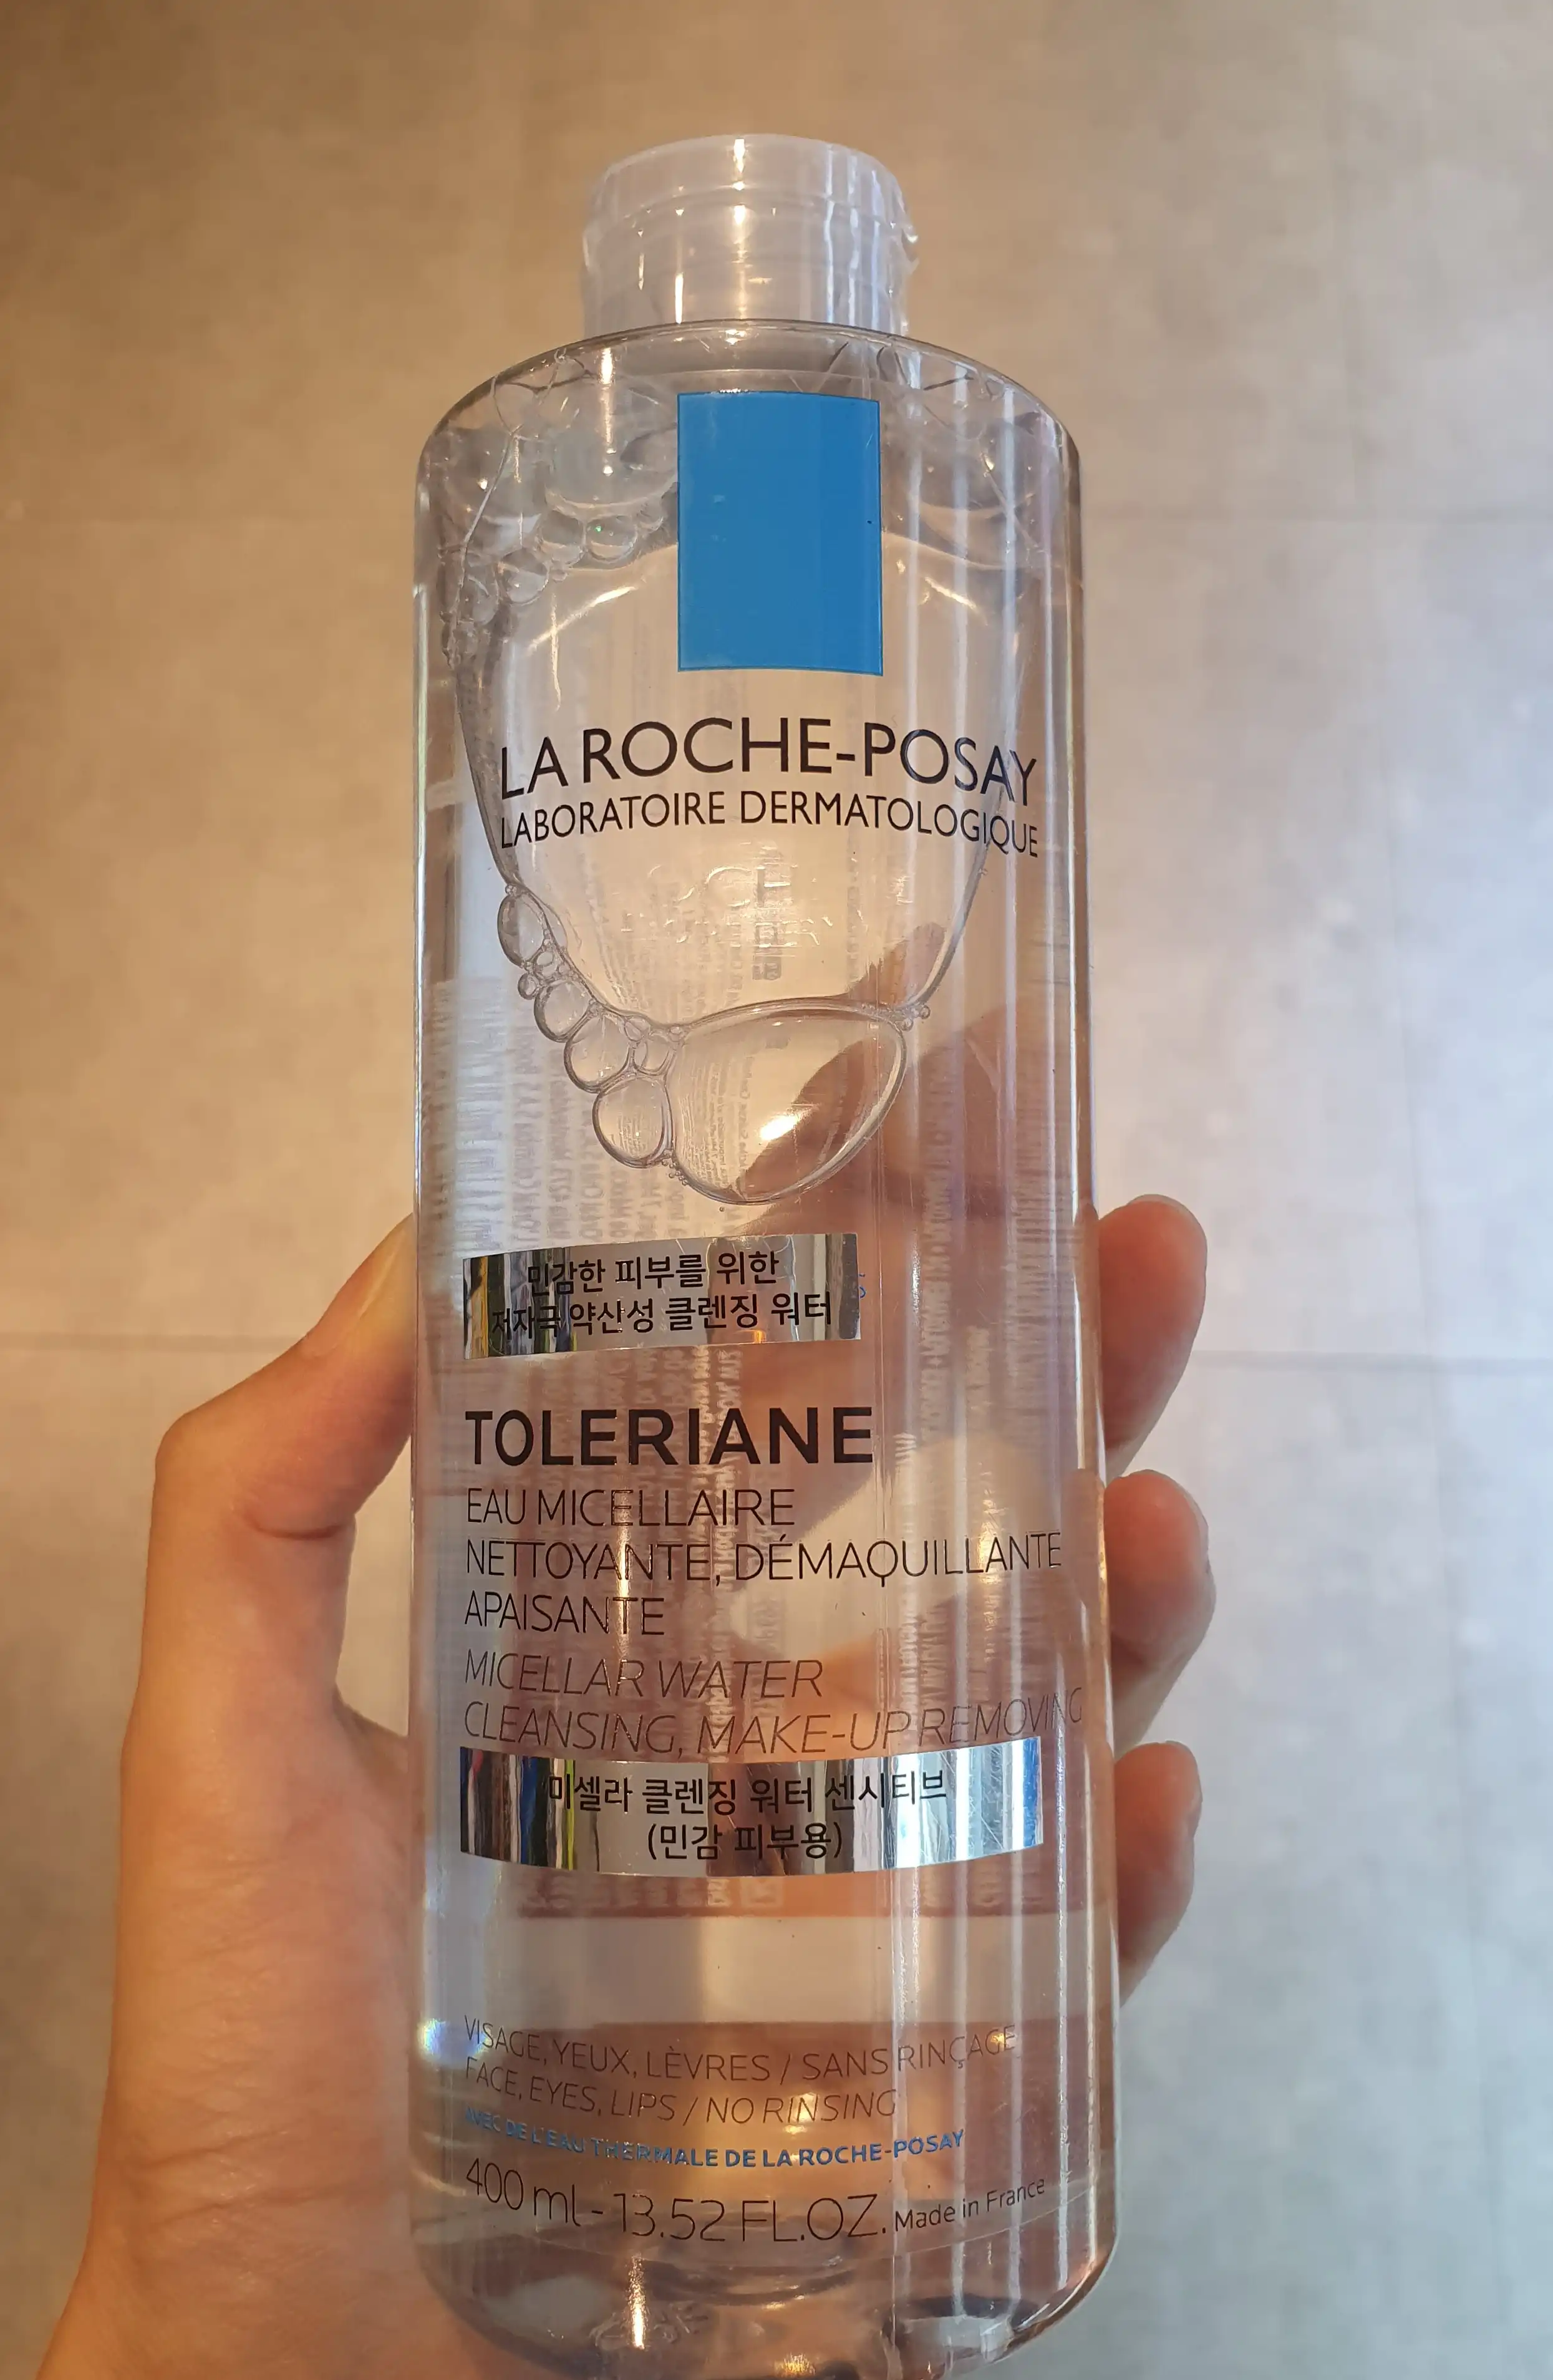 LA ROCHE-POSAY
LABORATOIRE DERMATOLOGIQUE
민감한 피부를 위한
저자극 약산성 클렌징 워터
TOLERIANE
EAU MICELLAIRE
NETTOYANTE, DÉMAQUILLANTE
APAISANTE
MICELLAR WATER
CLEANSING, MAKE-UP REMOVING
미셀라 클렌징 워터 센시티브
(민감 피부용)
VISAGE, YEUX, LÈVRES / SANS RINÇAGE
FACE, EYES, LIPS / NO RINSING
AVEC DE L'EAU THERMALE DE LA ROCHE-POSAY
400 ml - 13.52 FL.OZ. Made in France